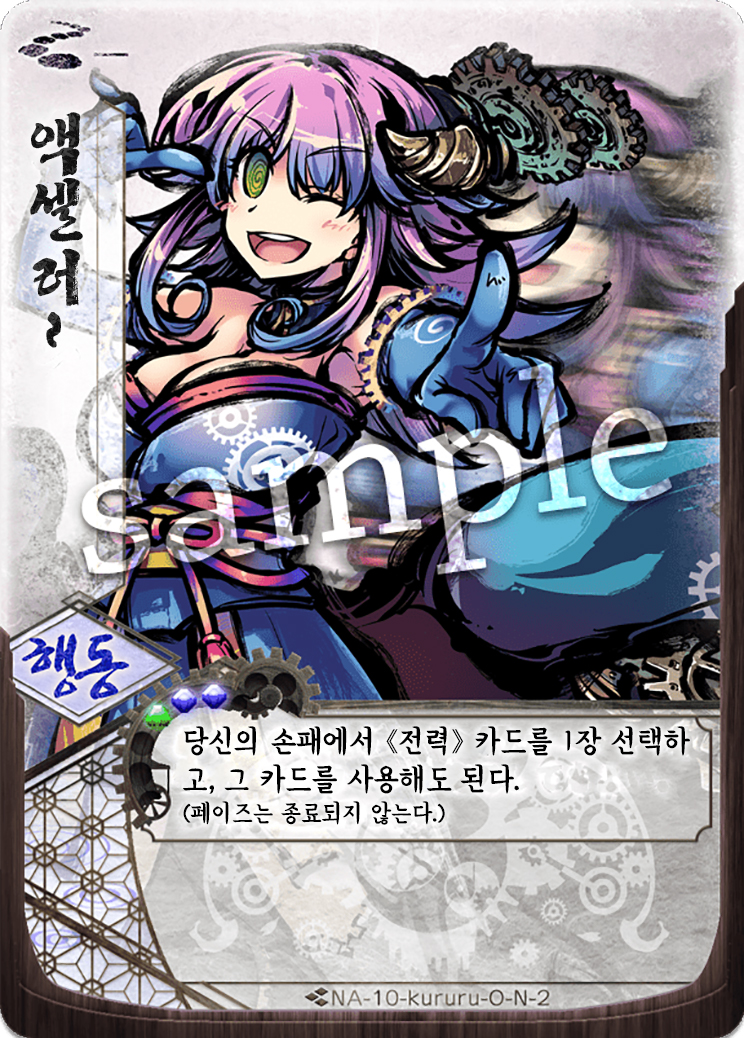 액셀러~
sample
행동
당신의 손패에서 《전력》 카드를 1장 선택하
고, 그 카드를 사용해도 된다.
(페이즈는 종료되지 않는다.)
NA-10-kururu-O-N-2